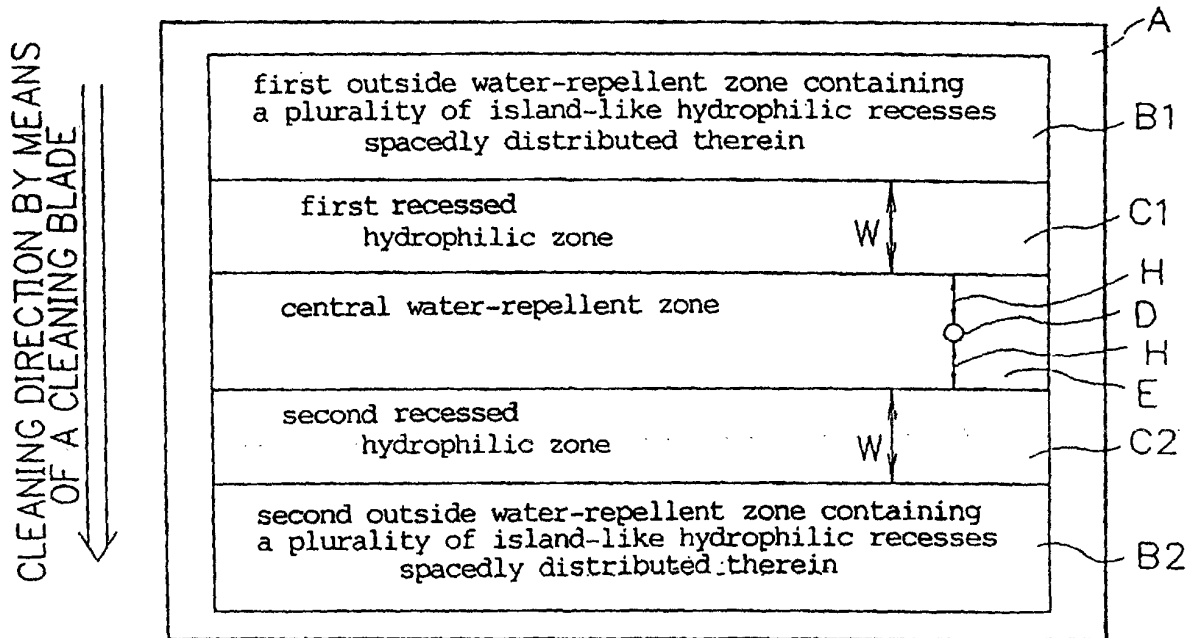 CLEANING DIRECTION BY MEANS
OF A CLEANING BLADE
A
first outside water-repellent zone containing
a plurality of island-like hydrophilic recesses
spacedly distributed therein
B1
first recessed
hydrophilic zone
W
C1
central water-repellent zone
H
D
H
E
second recessed
hydrophilic zone
W
C2
second outside water-repellent zone containing
a plurality of island-like hydrophilic recesses
spacedly distributed therein
B2